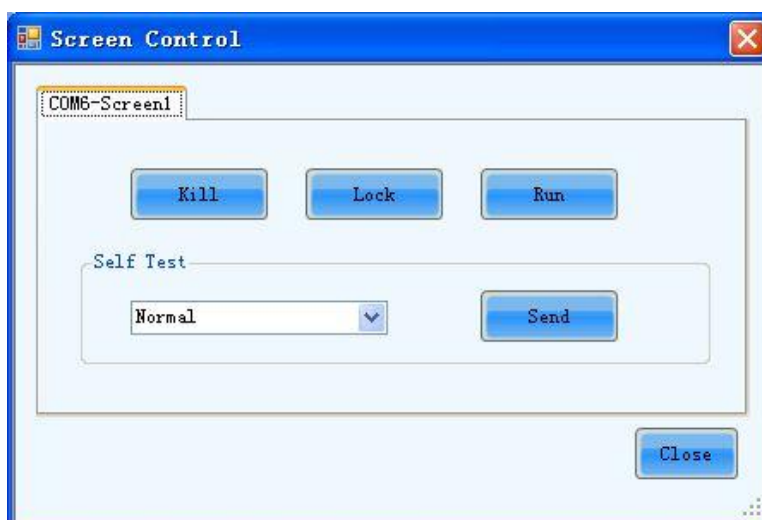 Screen Control
COM6-Screen1
Kill Lock Run
Self Test
Normal Send
Close